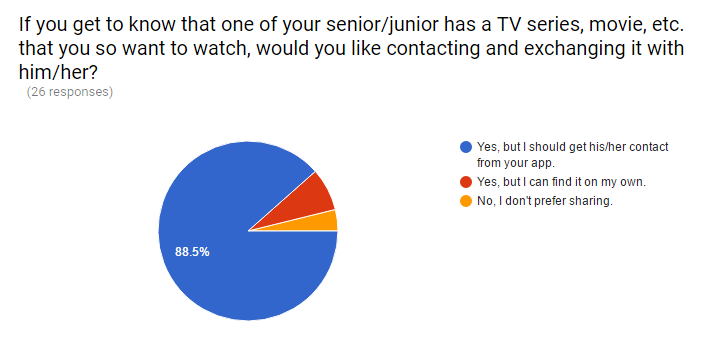 If you get to know that one of your senior/junior has a TV series, movie, etc.
that you so want to watch, would you like contacting and exchanging it with
him/her?
(26 responses)
Yes, but I should get his/her contact
from your app.
Yes, but I can find it on my own.
No, I don't prefer sharing.
88.5%